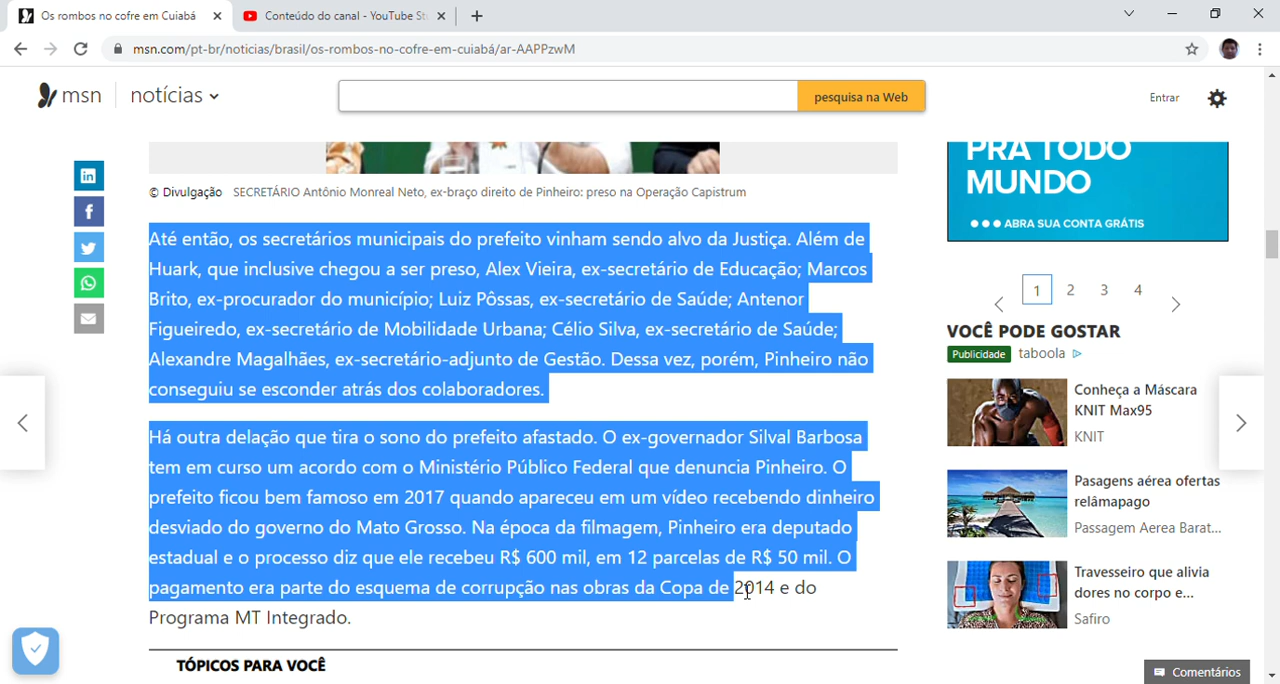 Os rombos no cofre em Cuiabá
Conteúdo do canal - YouTube St
msn.com/pt-br/noticias/brasil/os-rombos-no-cofre-em-cuiabá/ar-AAPPzwM
msn
notícias
pesquisa na Web
Entrar
© Divulgação SECRETÁRIO Antônio Monreal Neto, ex-braço direito de Pinheiro: preso na Operação Capistrum
Até então, os secretários municipais do prefeito vinham sendo alvo da Justiça. Além de
Huark, que inclusive chegou a ser preso, Alex Vieira, ex-secretário de Educação; Marcos
Brito, ex-procurador do município; Luiz Pôssas, ex-secretário de Saúde; Antenor
Figueiredo, ex-secretário de Mobilidade Urbana; Célio Silva, ex-secretário de Saúde;
Alexandre Magalhães, ex-secretário-adjunto de Gestão. Dessa vez, porém, Pinheiro não
conseguiu se esconder atrás dos colaboradores.
Há outra delação que tira o sono do prefeito afastado. O ex-governador Silval Barbosa
tem em curso um acordo com o Ministério Público Federal que denuncia Pinheiro. O
prefeito ficou bem famoso em 2017 quando apareceu em um vídeo recebendo dinheiro
desviado do governo do Mato Grosso. Na época da filmagem, Pinheiro era deputado
estadual e o processo diz que ele recebeu R$ 600 mil, em 12 parcelas de R$ 50 mil. O
pagamento era parte do esquema de corrupção nas obras da Copa de 2014 e do
Programa MT Integrado.
TÓPICOS PARA VOCÊ
PRA TODO
MUNDO
ABRA SUA CONTA GRÁTIS
1 2 3 4
VOCÊ PODE GOSTAR
Publicidade taboola
Conheça a Máscara
KNIT Max95
KNIT
Pasagens aérea ofertas
relâmapago
Passagem Aerea Barat...
Travesseiro que alivia
dores no corpo e...
Safiro
Comentários